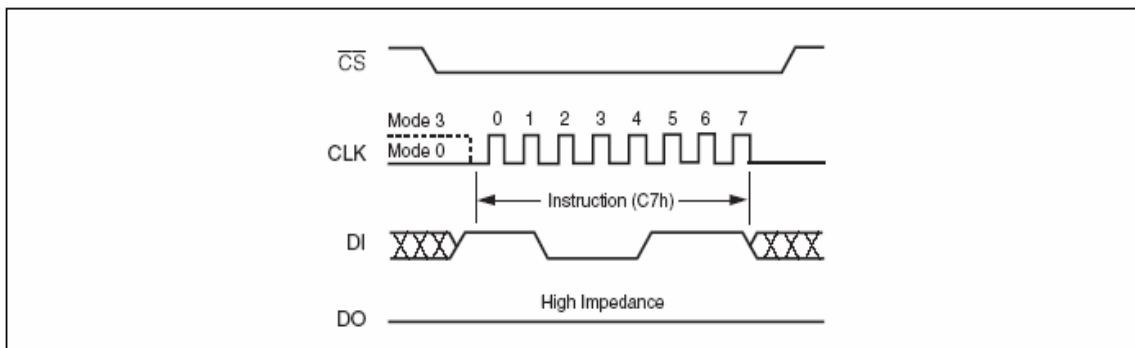 CS
Mode 3
0 1 2 3 4 5 6 7
CLK
Mode 0
Instruction (C7h)
DI
High Impedance
DO